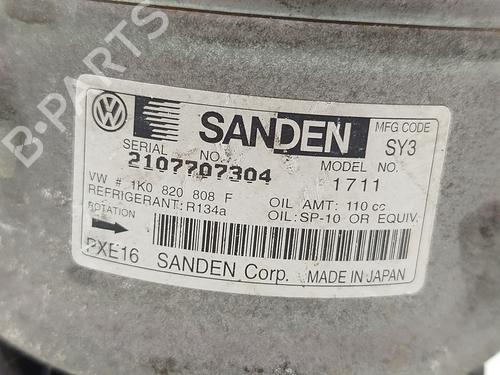 B-PARTS
SANDEN
MFG CODE
SY3
SERIAL NO.
2107707304
MODEL NO.
1711
VW # 1K0 820 808 F
REFRIGERANT: R134a
OIL AMT: 110 cc
OIL: SP-10 OR EQUIV.
ROTATION
PXE16
SANDEN Corp. MADE IN JAPAN